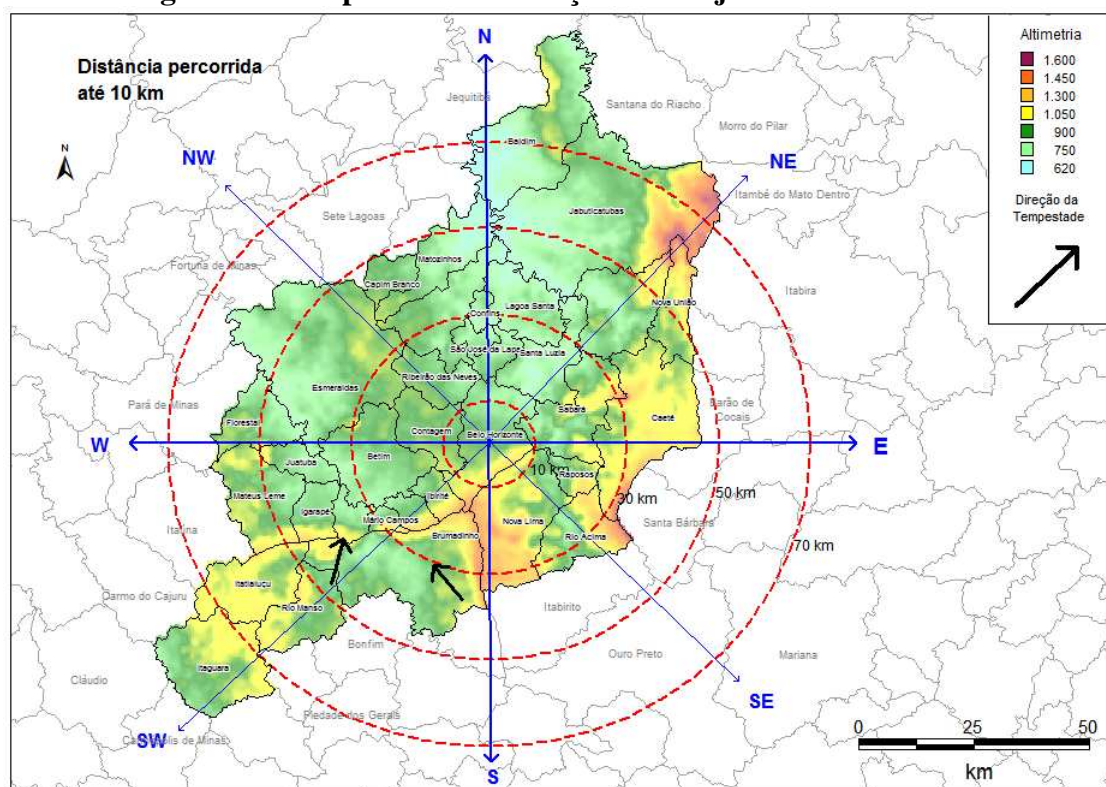 Distância percorrida
até 10 km
N
N
NW
NE
W
E
SW
SE
S
Altimetria
1.600
1.450
1.300
1.050
900
750
620
Direção da
Tempestade
Jequitibá
Santana do Riacho
Morro do Pilar
Itambé do Mato Dentro
Baldim
Jaboticatubas
Sete Lagoas
Matozinhos
Fortuna de Minas
Capim Branco
Itabira
Nova União
Lagoa Santa
Confins
São José da Lapa
Santa Luzia
Ribeirão das Neves
Esmeraldas
Pará de Minas
Florestal
Sabará
Caeté
Barão de
Cocais
Contagem
Belo Horizonte
Betim
Juatuba
Raposos
10 km
Mateus Leme
Ibirité
30 km
50 km
Igarapé
Mário Campos
Nova Lima
Santa Bárbara
Itaúna
Brumadinho
Rio Acima
70 km
Itatiaiuçu
Carmo do Cajuru
Rio Manso
Itabirito
Bonfim
Ouro Preto
Mariana
Itaguara
Cláudio
Piedade dos Gerais
0
25
50
km